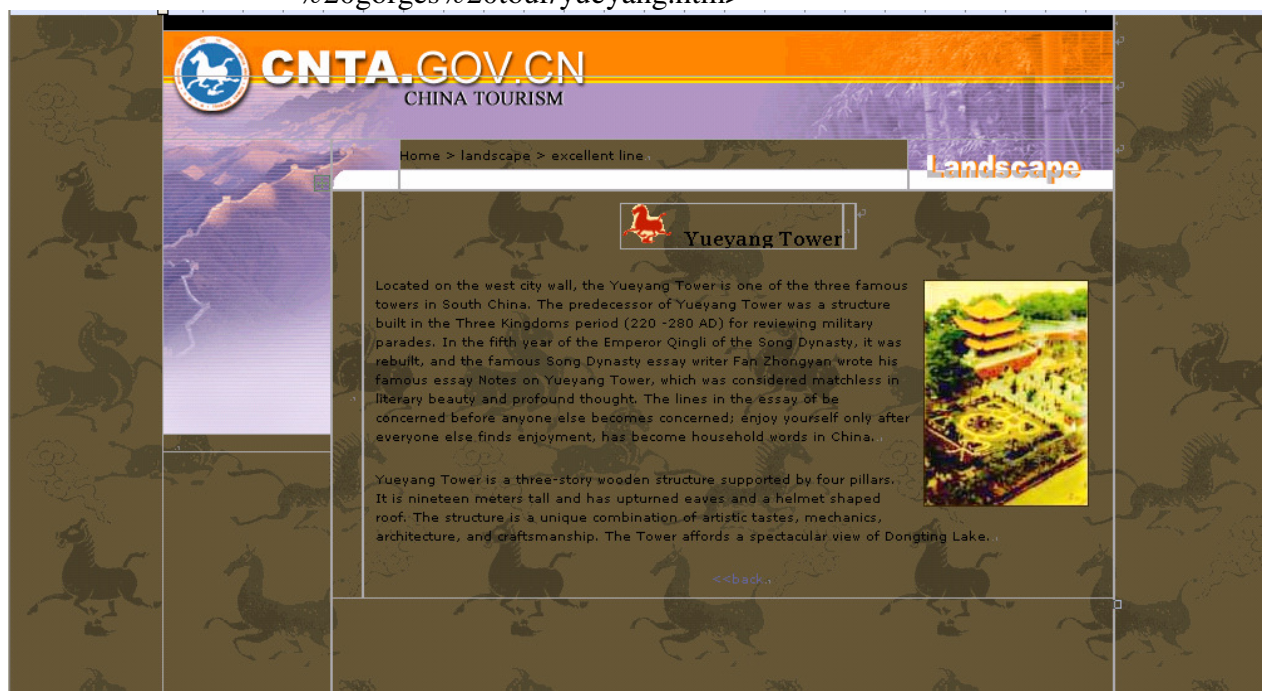 %20gorges%20tour/yueyang.htm>
CNTA.GOV.CN
CHINA TOURISM
Home > landscape > excellent line
Landscape
Yueyang Tower
Located on the west city wall, the Yueyang Tower is one of the three famous
towers in South China. The predecessor of Yueyang Tower was a structure
built in the Three Kingdoms period (220 -280 AD) for reviewing military
parades. In the fifth year of the Emperor Qingli of the Song Dynasty, it was
rebuilt, and the famous Song Dynasty essay writer Fan Zhongyan wrote his
famous essay Notes on Yueyang Tower, which was considered matchless in
literary beauty and profound thought. The lines in the essay of be
concerned before anyone else becomes concerned; enjoy yourself only after
everyone else finds enjoyment, has become household words in China.
Yueyang Tower is a three-story wooden structure supported by four pillars.
It is nineteen meters tall and has upturned eaves and a helmet shaped
roof. The structure is a unique combination of artistic tastes, mechanics,
architecture, and craftsmanship. The Tower affords a spectacular view of Dongting Lake.
<<back